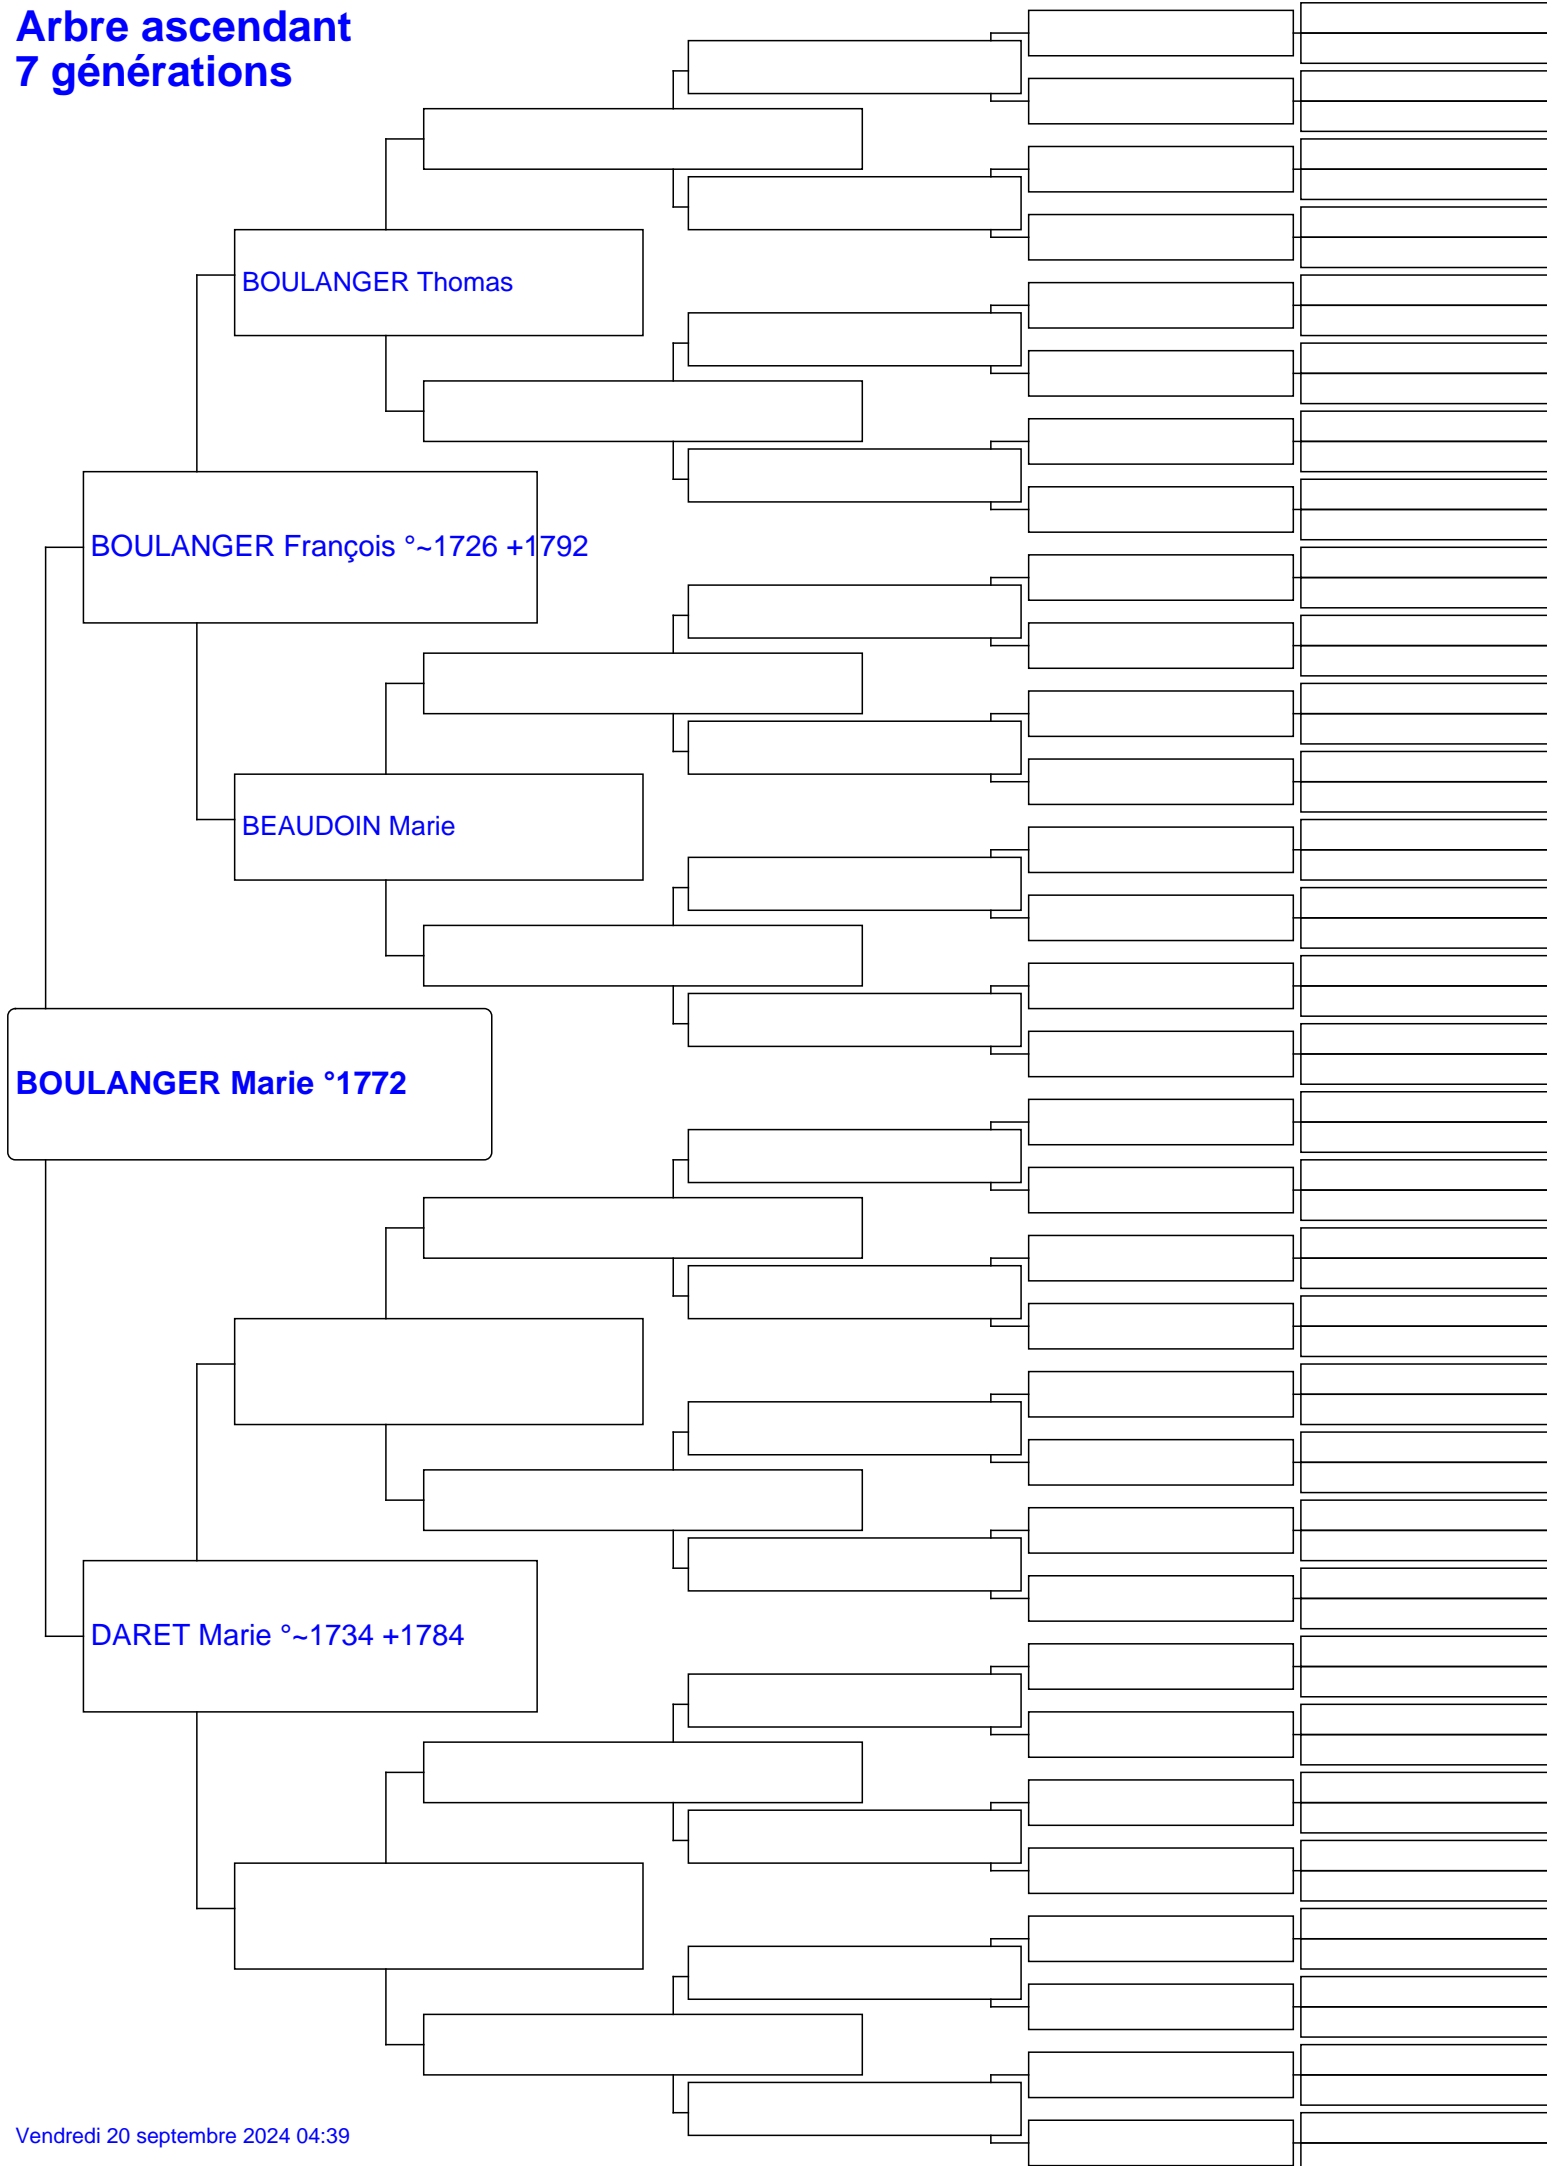 Arbre ascendant
7 générations
BOULANGER Thomas
BOULANGER François °~1726 +1792
BEAUDOIN Marie
BOULANGER Marie °1772
DARET Marie °~1734 +1784
Vendredi 20 septembre 2024 04:39